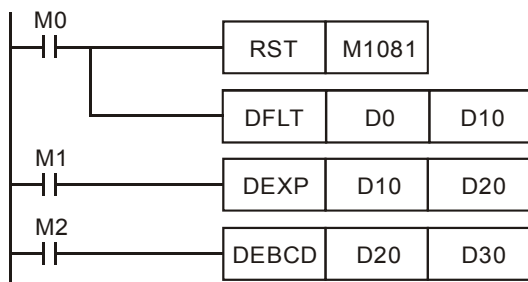 M0
RST M1081
DFLT D0 D10
M1
DEXP D10 D20
M2
DEBCD D20 D30